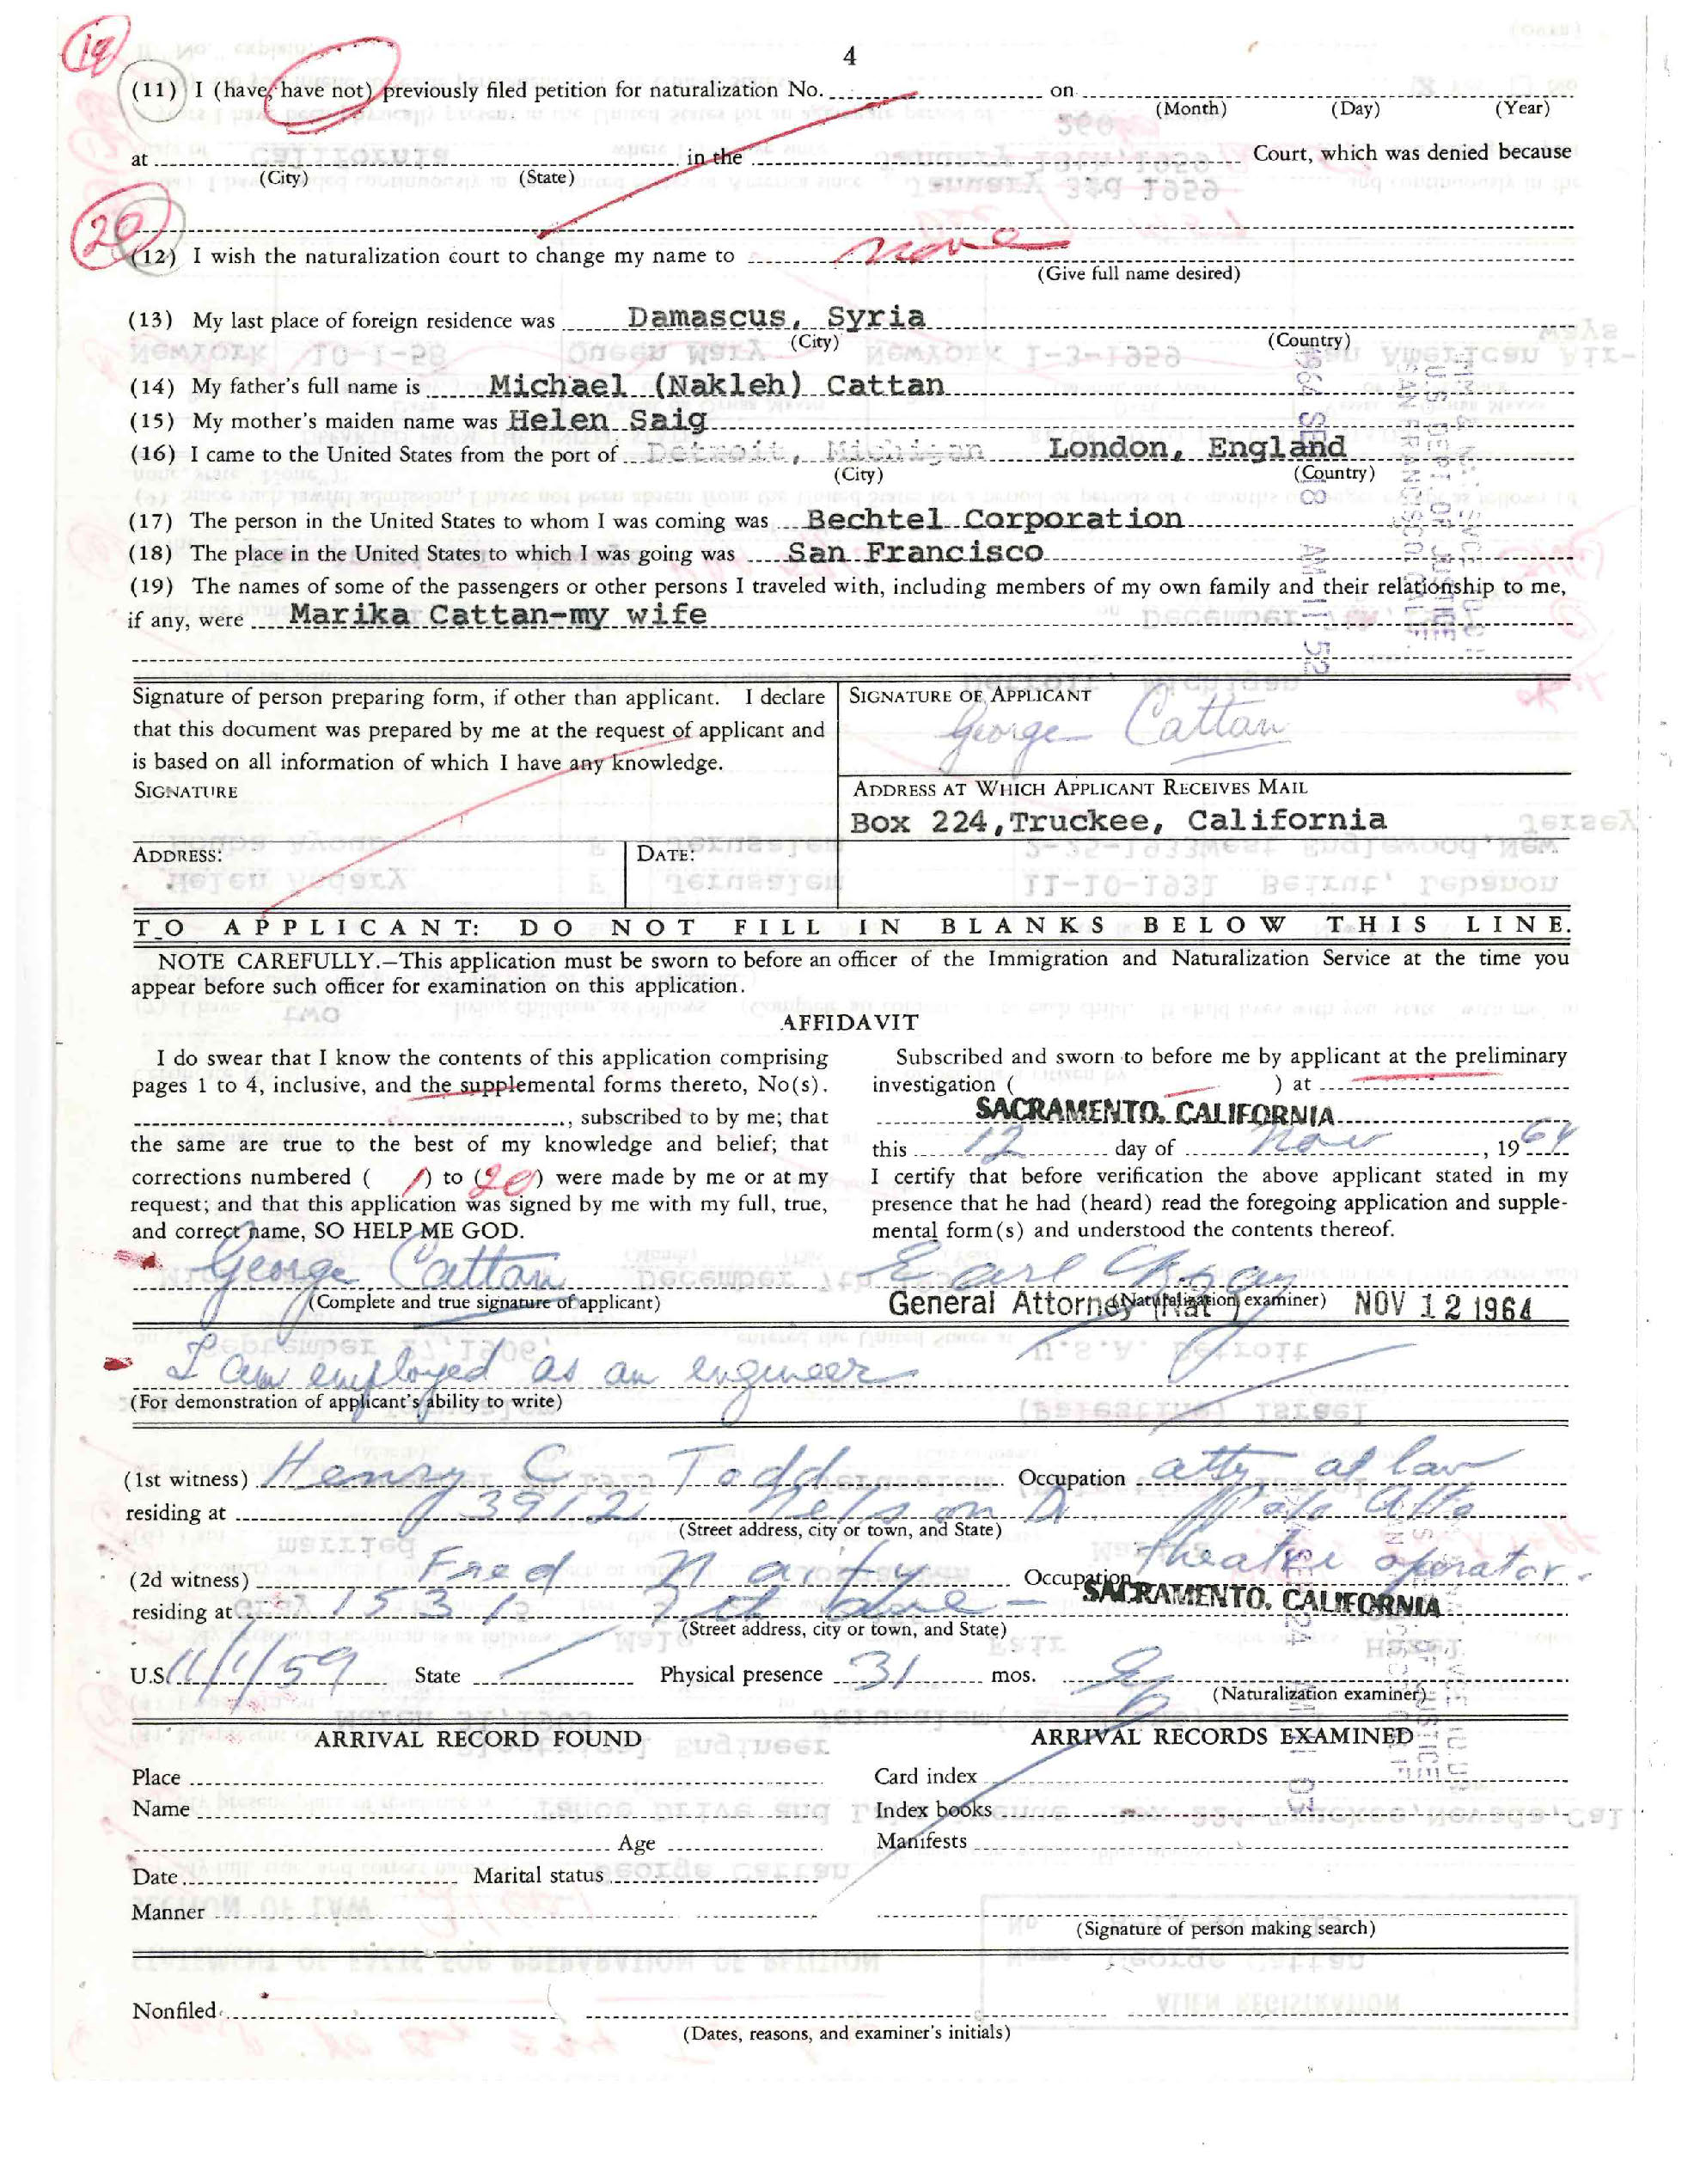 19
4
(11) I (have, have not) previously filed petition for naturalization No. on
(Month) (Day) (Year)
at in the Court, which was denied because
(City) (State)
20
(12) I wish the naturalization court to change my name to none
(Give full name desired)
(13) My last place of foreign residence was Damascus, Syria
(City) (Country)
(14) My father's full name is Michael (Nakleh) Cattan
(15) My mother's maiden name was Helen Saig
(16) I came to the United States from the port of Detroit, Michigan London, England
(City) (Country)
(17) The person in the United States to whom I was coming was Bechtel Corporation
(18) The place in the United States to which I was going was San Francisco
(19) The names of some of the passengers or other persons I traveled with, including members of my own family and their relationship to me,
if any, were Marika Cattan-my wife
Signature of person preparing form, if other than applicant. I declare
that this document was prepared by me at the request of applicant and
is based on all information of which I have any knowledge.
SIGNATURE
ADDRESS: DATE:
SIGNATURE OF APPLICANT
George Cattan
ADDRESS AT WHICH APPLICANT RECEIVES MAIL
Box 224,Truckee, California
TO APPLICANT: DO NOT FILL IN BLANKS BELOW THIS LINE.
NOTE CAREFULLY.—This application must be sworn to before an officer of the Immigration and Naturalization Service at the time you
appear before such officer for examination on this application.
AFFIDAVIT
I do swear that I know the contents of this application comprising
pages 1 to 4, inclusive, and the supplemental forms thereto, No(s).
, subscribed to by me; that
the same are true to the best of my knowledge and belief; that
corrections numbered ( 1) to (20) were made by me or at my
request; and that this application was signed by me with my full, true,
and correct name, SO HELP ME GOD.
George Cattan
(Complete and true signature of applicant)
Subscribed and sworn to before me by applicant at the preliminary
investigation ( ) at
SACRAMENTO, CALIFORNIA
this 12 day of Nov, 1964
I certify that before verification the above applicant stated in my
presence that he had (heard) read the foregoing application and supple-
mental form(s) and understood the contents thereof.
Earl
General Attorney (Nat) (Naturalization examiner) NOV 12 1964
I am employed as an engineer
(For demonstration of applicant's ability to write)
(1st witness) Henry C Todd Occupation atty at law
residing at 3912 Nelson Dr Palo Alto
(Street address, city or town, and State)
(2d witness) Fred Occupation theatre operator
residing at 1531 ave SACRAMENTO, CALIFORNIA
(Street address, city or town, and State)
U.S. 1/1/59 State Physical presence 31 mos.
(Naturalization examiner)
ARRIVAL RECORD FOUND
Place
Name
Age
Date Marital status
Manner
ARRIVAL RECORDS EXAMINED
Card index
Index books
Manifests
(Signature of person making search)
Nonfiled
(Dates, reasons, and examiner's initials)